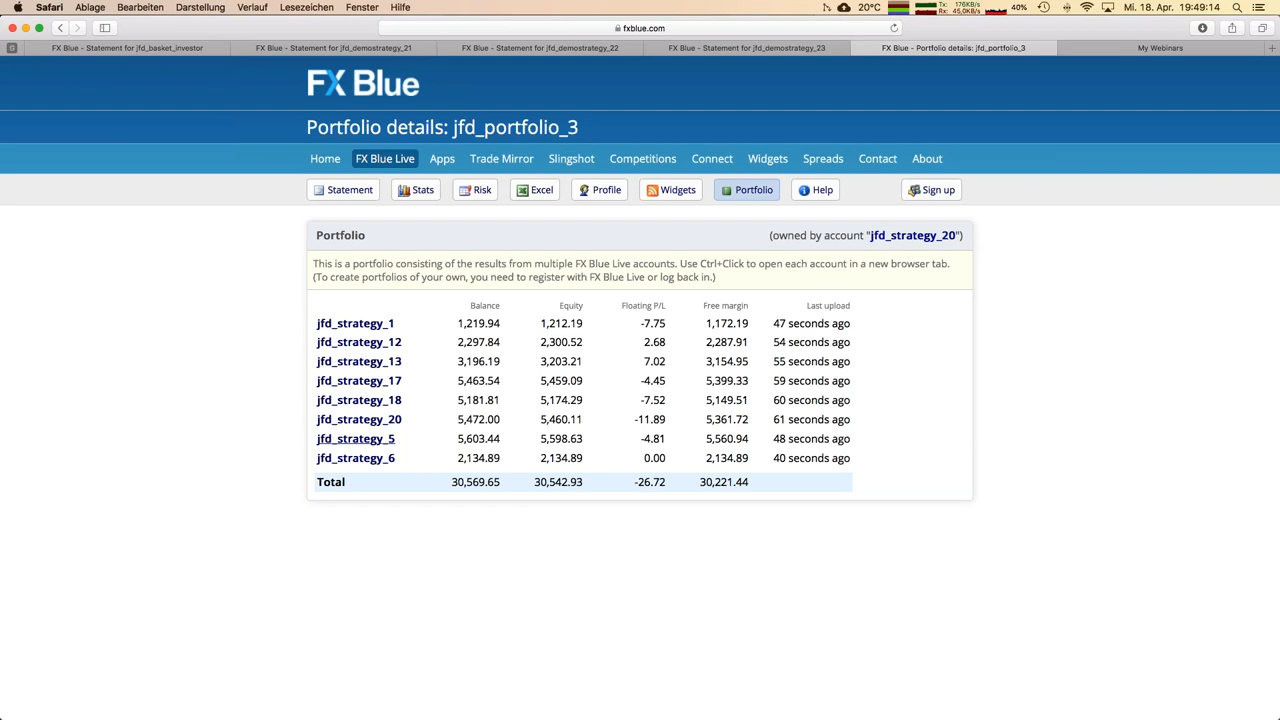 Safari Ablage Bearbeiten Darstellung Verlauf Lesezeichen Fenster Hilfe 20°C Tx: 176KB/s Rx: 45,0KB/s 40% Mi. 18. Apr. 19:49:14
fxblue.com
FX Blue - Statement for jfd_basket_investor FX Blue - Statement for jfd_demostrategy_21 FX Blue - Statement for jfd_demostrategy_22 FX Blue - Statement for jfd_demostrategy_23 FX Blue - Portfolio details: jfd_portfolio_3 My Webinars
FX Blue
Portfolio details: jfd_portfolio_3
Home FX Blue Live Apps Trade Mirror Slingshot Competitions Connect Widgets Spreads Contact About
Statement Stats Risk Excel Profile Widgets Portfolio Help Sign up
Portfolio (owned by account "jfd_strategy_20")
This is a portfolio consisting of the results from multiple FX Blue Live accounts. Use Ctrl+Click to open each account in a new browser tab.
(To create portfolios of your own, you need to register with FX Blue Live or log back in.)
Balance Equity Floating P/L Free margin Last upload
jfd_strategy_1 1,219.94 1,212.19 -7.75 1,172.19 47 seconds ago
jfd_strategy_12 2,297.84 2,300.52 2.68 2,287.91 54 seconds ago
jfd_strategy_13 3,196.19 3,203.21 7.02 3,154.95 55 seconds ago
jfd_strategy_17 5,463.54 5,459.09 -4.45 5,399.33 59 seconds ago
jfd_strategy_18 5,181.81 5,174.29 -7.52 5,149.51 60 seconds ago
jfd_strategy_20 5,472.00 5,460.11 -11.89 5,361.72 61 seconds ago
jfd_strategy_5 5,603.44 5,598.63 -4.81 5,560.94 48 seconds ago
jfd_strategy_6 2,134.89 2,134.89 0.00 2,134.89 40 seconds ago
Total 30,569.65 30,542.93 -26.72 30,221.44